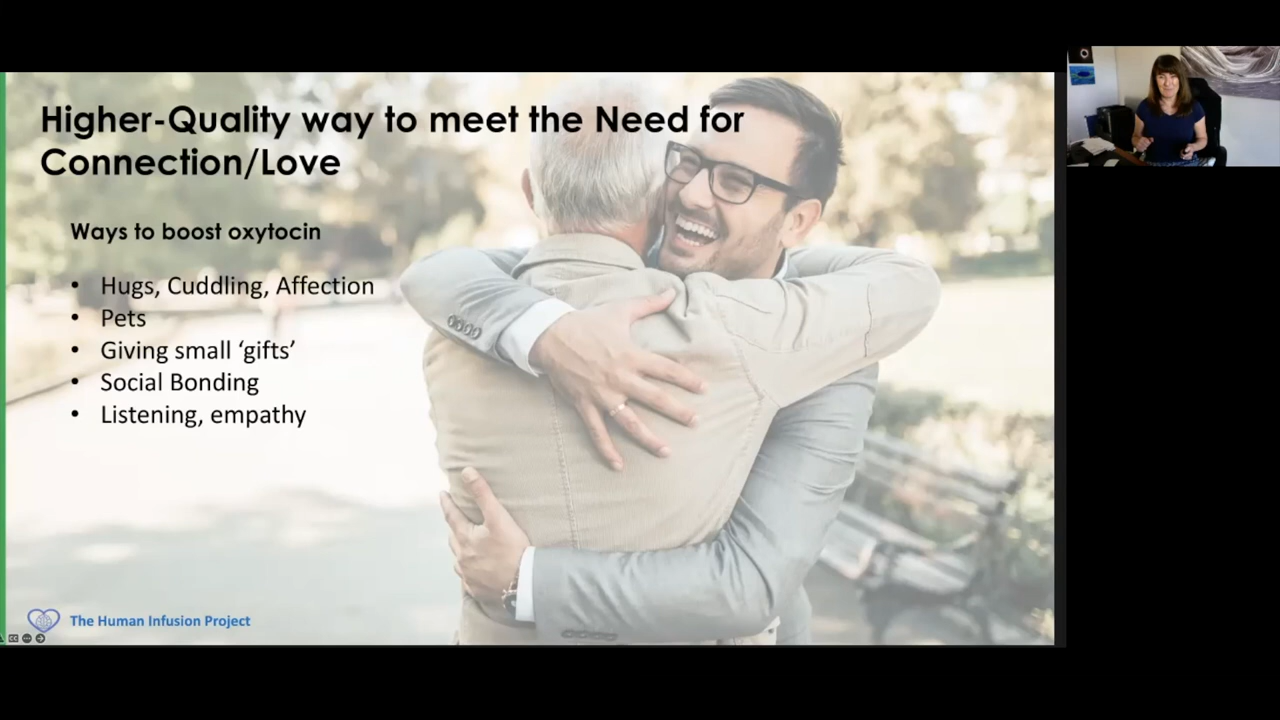 Higher-Quality way to meet the Need for
Connection/Love
Ways to boost oxytocin
• Hugs, Cuddling, Affection
• Pets
• Giving small ‘gifts’
• Social Bonding
• Listening, empathy
The Human Infusion Project